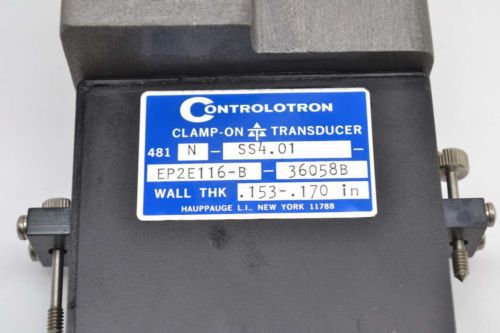 CONTROLOTRON
CLAMP-ON TRANSDUCER
481 N - SS4.01 -
EP2E116-B - 36058B
WALL THK .153-.170 in
HAUPPAUGE L.I., NEW YORK 11788